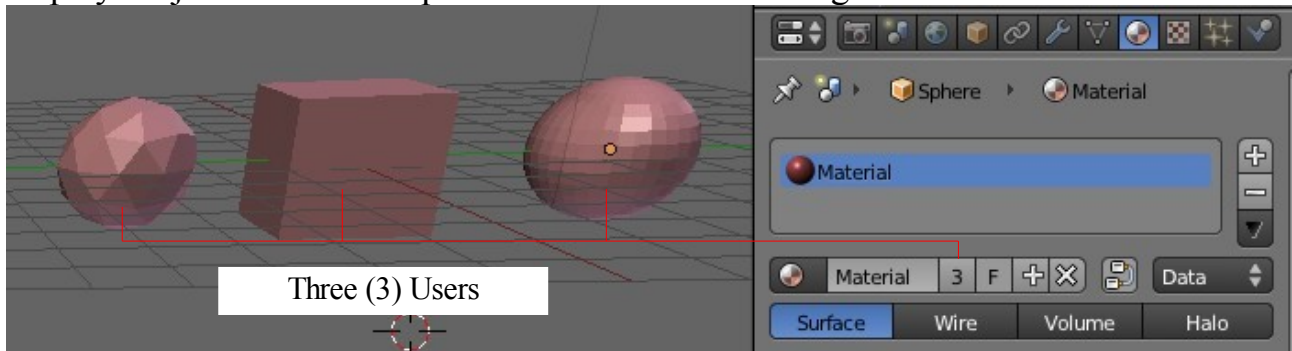 Sphere Material
Material
Material 3 F Data
Surface Wire Volume Halo
Three (3) Users